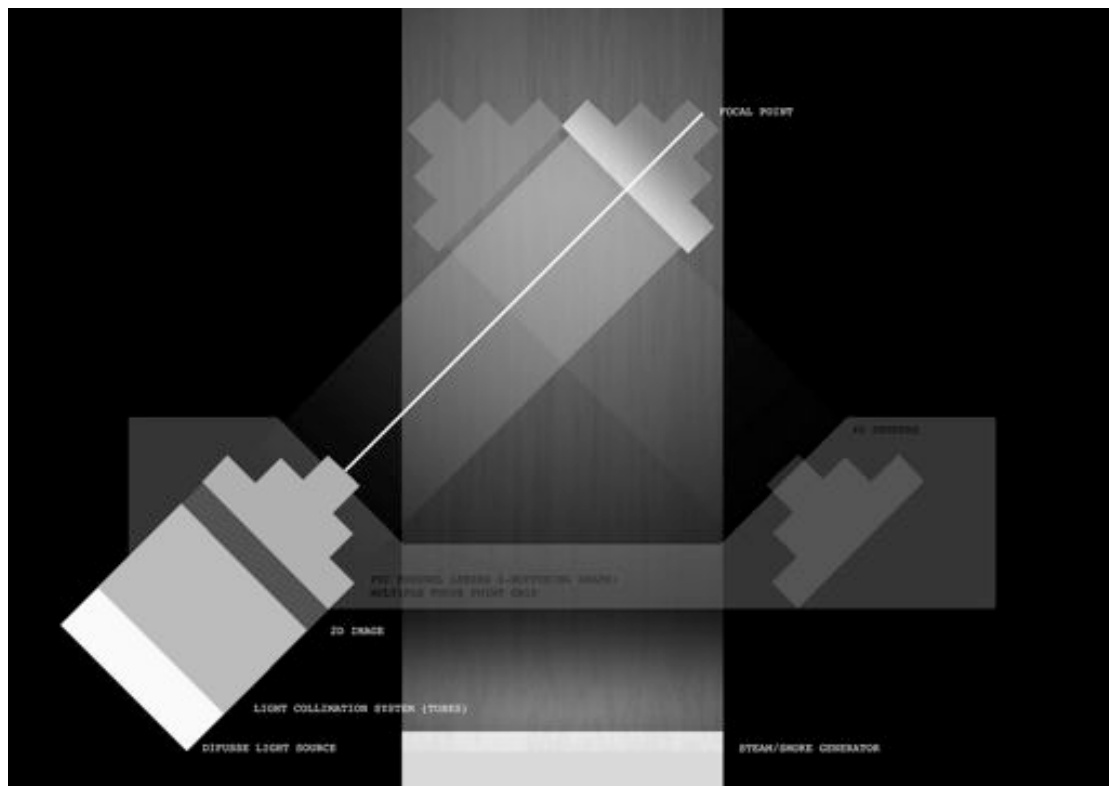 FOCAL POINT
MULTIPLE FOCUS POINT GRID
2D IMAGE
LIGHT COLLIMATION SYSTEM (TUBES)
DIFUSSE LIGHT SOURCE
STEAM/SMOKE GENERATOR